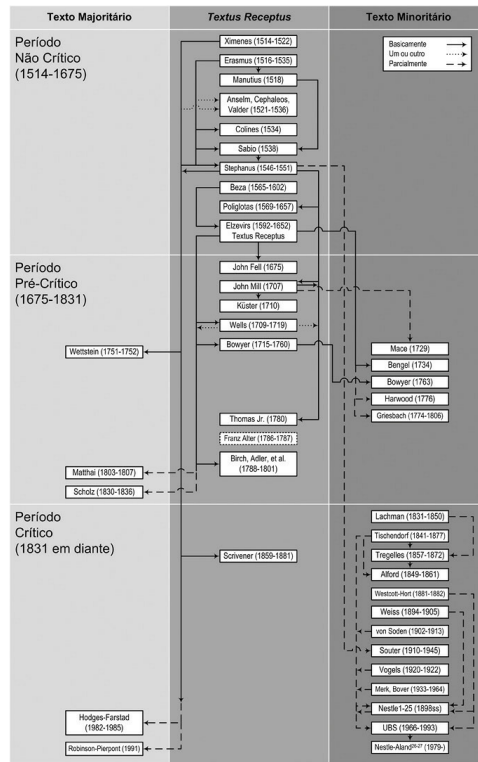 Texto Majoritário
Textus Receptus
Texto Minoritário
Período
Não Crítico
(1514-1675)
Ximenes (1514-1522)
Erasmus (1516-1535)
Manutius (1518)
Anselm, Cephaleos,
Valder (1521-1536)
Colines (1534)
Sabio (1538)
Stephanus (1546-1551)
Beza (1565-1602)
Poliglotas (1569-1657)
Elzevirs (1592-1652)
Textus Receptus
Basicamente
Um ou outro
Parcialmente
Período
Pré-Crítico
(1675-1831)
John Fell (1675)
John Mill (1707)
Küster (1710)
Wells (1709-1719)
Bowyer (1715-1760)
Wettstein (1751-1752)
Mace (1729)
Bengel (1734)
Bowyer (1763)
Harwood (1776)
Griesbach (1774-1806)
Thomas Jr. (1780)
Franz Alter (1786-1787)
Birch, Adler, et al.
(1788-1801)
Matthai (1803-1807)
Scholz (1830-1836)
Período
Crítico
(1831 em diante)
Scrivener (1859-1881)
Lachman (1831-1850)
Tischendorf (1841-1877)
Tregelles (1857-1872)
Alford (1849-1861)
Westcott-Hort (1881-1882)
Weiss (1894-1905)
von Soden (1902-1913)
Souter (1910-1945)
Vogels (1920-1922)
Merk, Bover (1933-1964)
Nestle1-25 (1898ss)
UBS (1966-1993)
Nestle-Aland26-27 (1979-)
Hodges-Farstad
(1982-1985)
Robinson-Pierpont (1991)